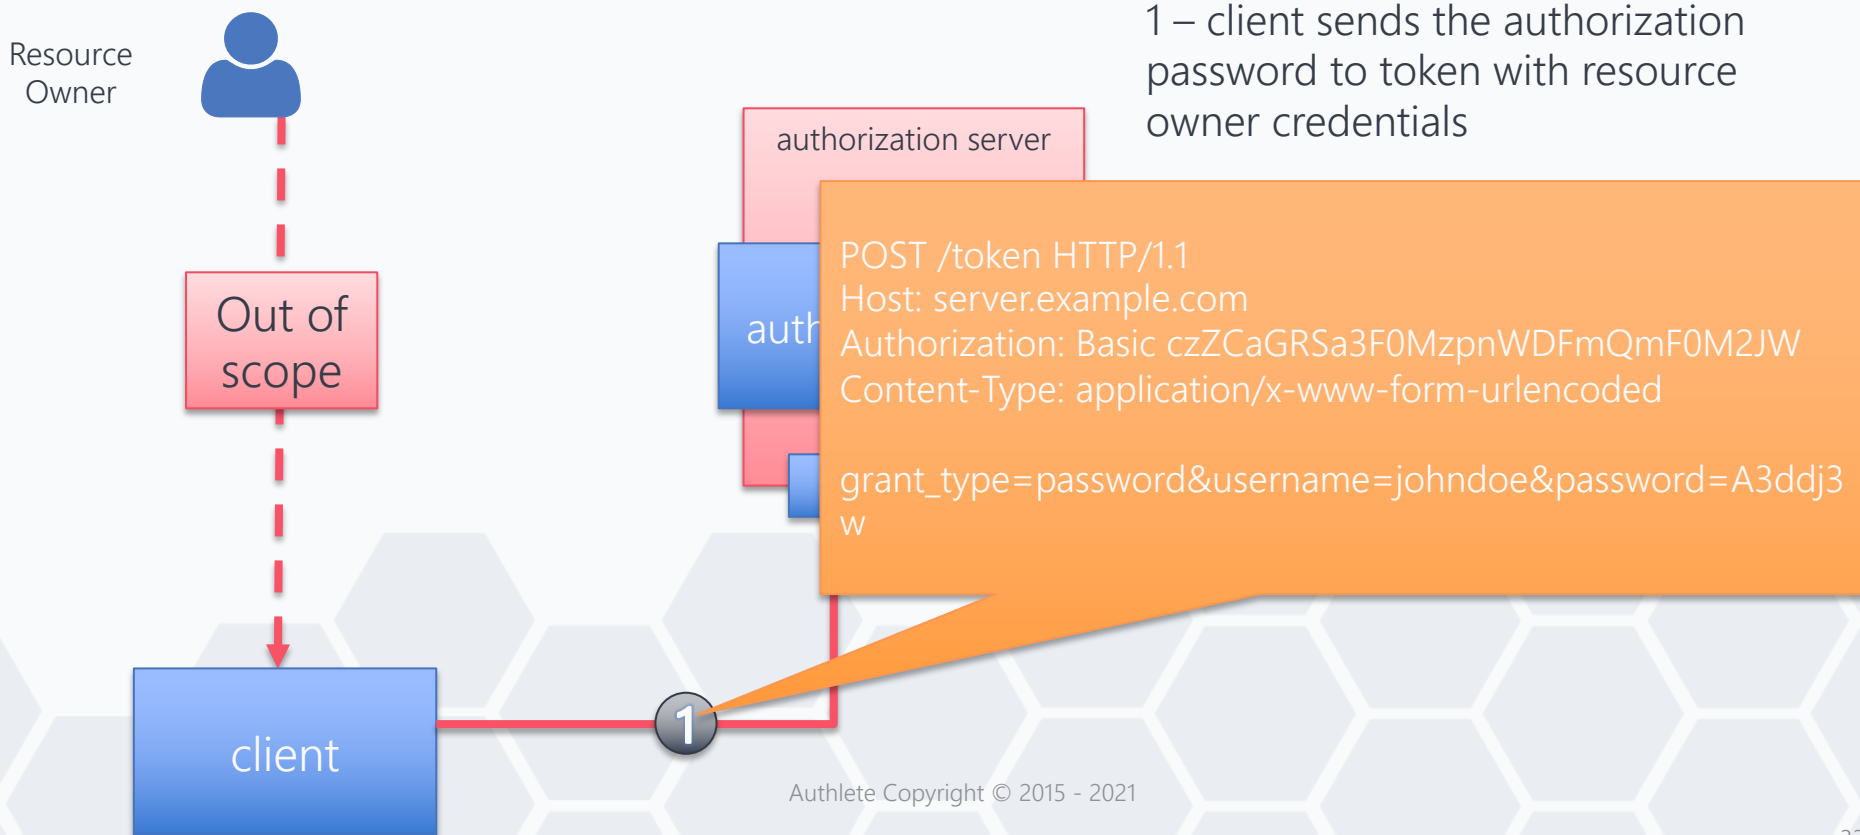 Resource
Owner
1 – client sends the authorization
password to token with resource
owner credentials
authorization server
POST /token HTTP/1.1
Host: server.example.com
Authorization: Basic czZCaGRSa3F0MzpnWDFmQmF0M2JW
Content-Type: application/x-www-form-urlencoded
grant_type=password&username=johndoe&password=A3ddj3
w
Out of
scope
auth
1
client
Authlete Copyright © 2015 - 2021